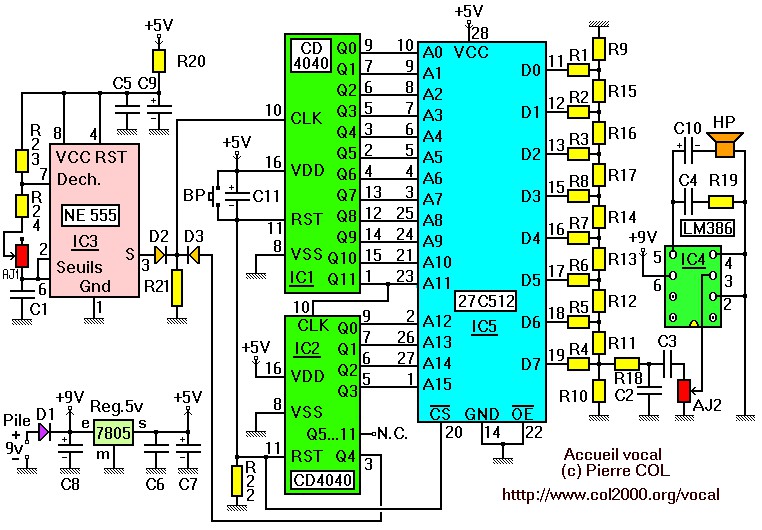 +5V
R20
C5 C9
8 4
VCC RST
R23
7 Dech.
R24
NE 555
IC3
AJ1
2
6 Seuils
Gnd
S 3
1
C1
D2 D3
R21
+5V
BP
C11
CD 4040
10 CLK
16 VDD
11 RST
8 VSS
IC1
Q0 9 10 A0
Q1 7 9 A1
Q2 6 8 A2
Q3 5 7 A3
Q4 3 6 A4
Q5 2 5 A5
Q6 4 4 A6
Q7 13 3 A7
Q8 12 25 A8
Q9 14 24 A9
Q10 15 21 A10
Q11 1 23 A11
10
CLK
IC2
+5V
16 VDD
8 VSS
11 RST
CD4040
Q0 9 2 A12
Q1 7 26 A13
Q2 6 27 A14
Q3 5 1 A15
Q5...11 N.C.
Q4 3
R22
+5V
28
VCC
27C512
IC5
CS GND OE
20 14 22
D0 11 R1
D1 12 R2
D2 13 R3
D3 15 R8
D4 16 R7
D5 17 R6
D6 18 R5
D7 19 R4
R9
R15
R16
R17
R14
R13
R12
R11
R10
R18
C2
C3
AJ2
HP
C10
C4 R19
LM386
+9V
IC4
5 4
6 3
2
Pile
+
9v
-
D1
+9V
Reg.5v
e 7805 s
m
+5V
C8 C6 C7
Accueil vocal
(c) Pierre COL
http://www.col2000.org/vocal